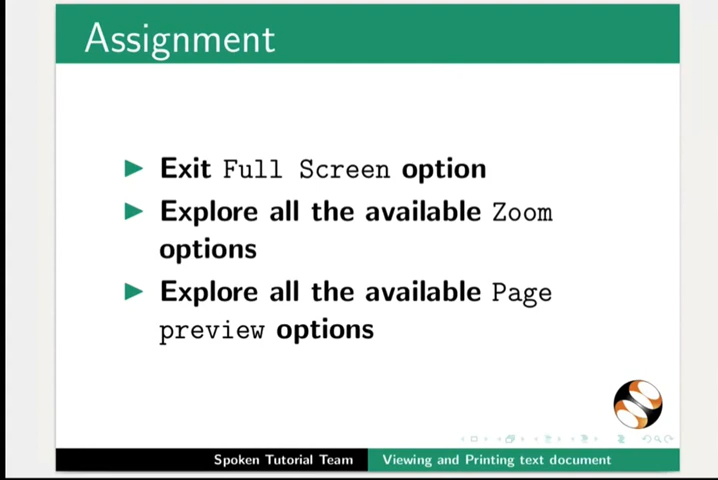 Assignment
Exit Full Screen option
Explore all the available Zoom
options
Explore all the available Page
preview options
Spoken Tutorial Team Viewing and Printing text document